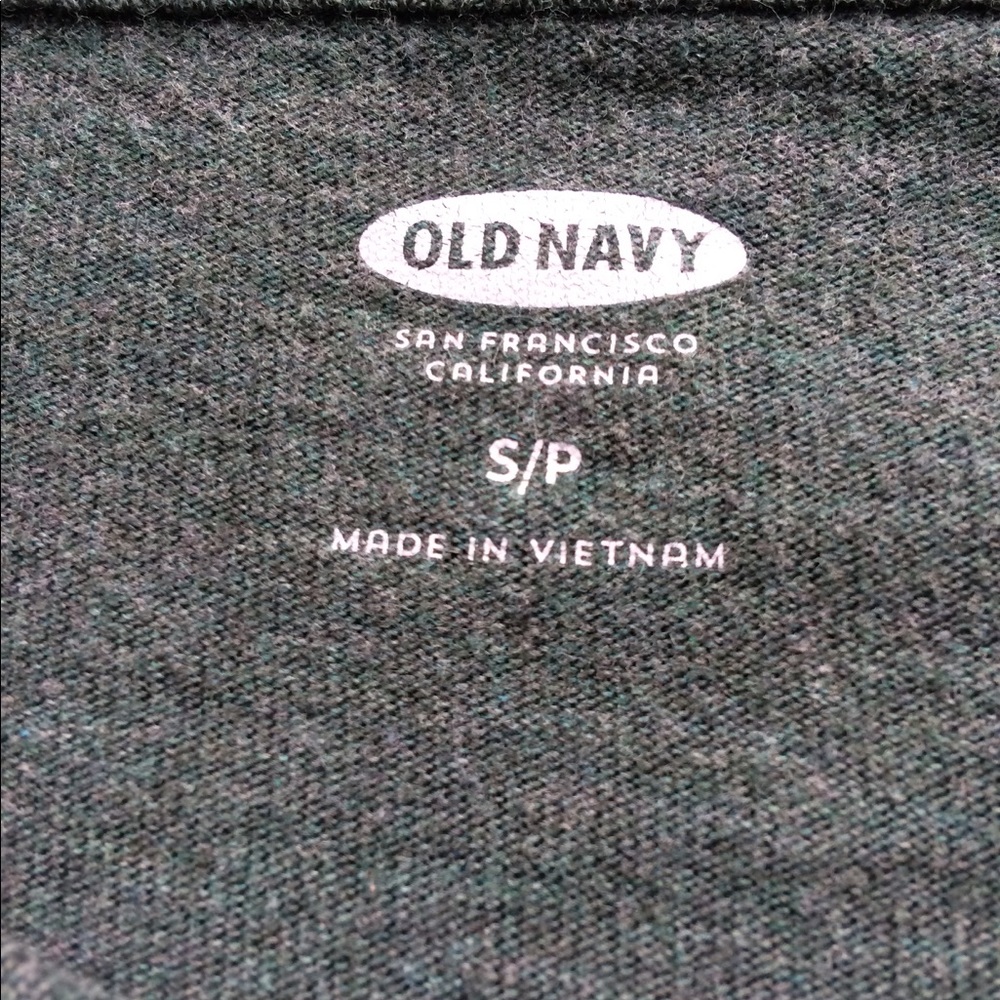 OLD NAVY
SAN FRANCISCO
CALIFORNIA
S/P
MADE IN VIETNAM